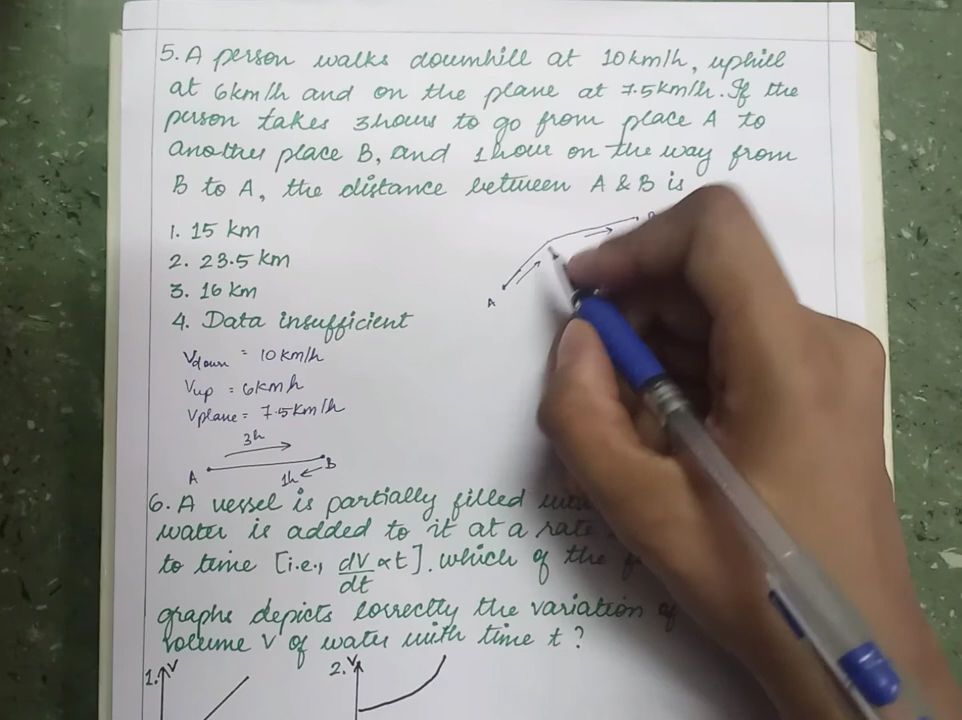 5. A person walks downhill at 10km/h, uphill
at 6km/h and on the plane at 7.5km/h. If the
person takes 3hours to go from place A to
another place B, and 1 hour on the way from
B to A, the distance between A & B is
1. 15 km
2. 23.5 km
3. 16 km
4. Data insufficient
A
Vdown = 10 km/h
Vup = 6km/h
Vplane = 7.5 km/h
3h
A B
1h
6. A vessel is partially filled
water is added to it at a rate
to time [i.e., dV/dt ∝ t]. which of the
graphs depicts correctly the variation of
volume V of water with time t?
1. V 2. V